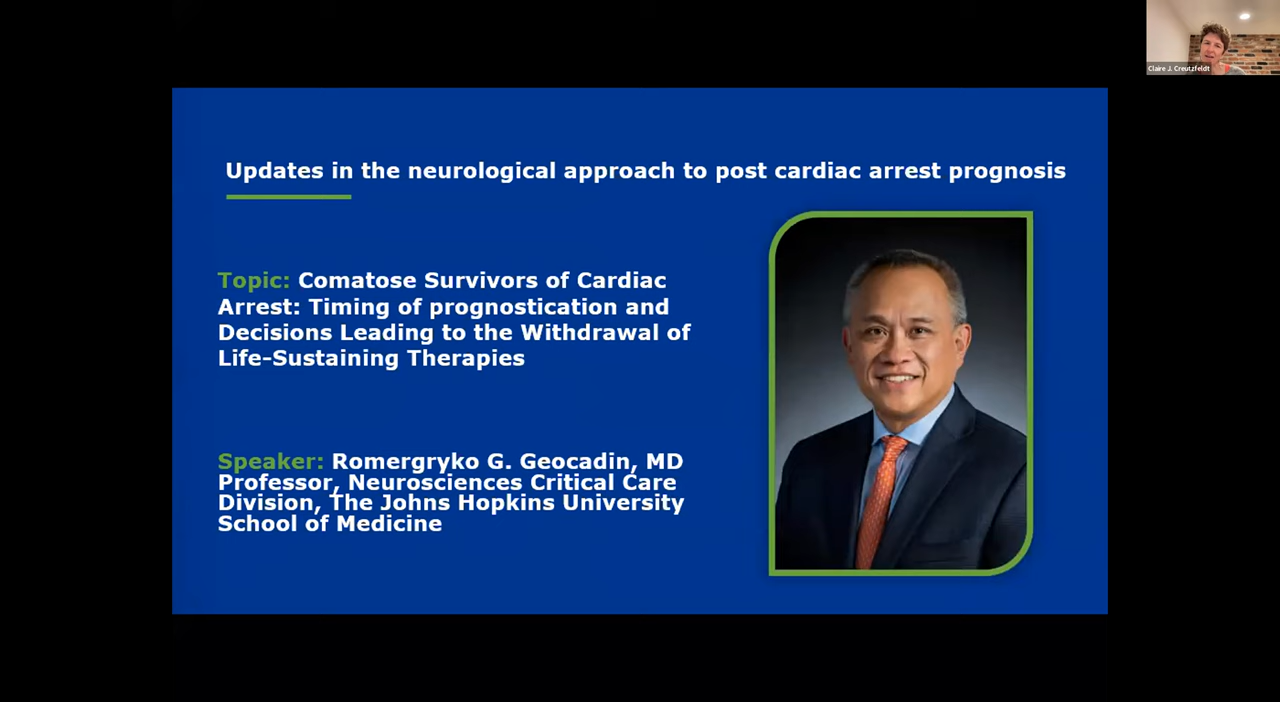 Claire J. Creutzfeldt
Updates in the neurological approach to post cardiac arrest prognosis
Topic: Comatose Survivors of Cardiac
Arrest: Timing of prognostication and
Decisions Leading to the Withdrawal of
Life-Sustaining Therapies
Speaker: Romergryko G. Geocadin, MD
Professor, Neurosciences Critical Care
Division, The Johns Hopkins University
School of Medicine